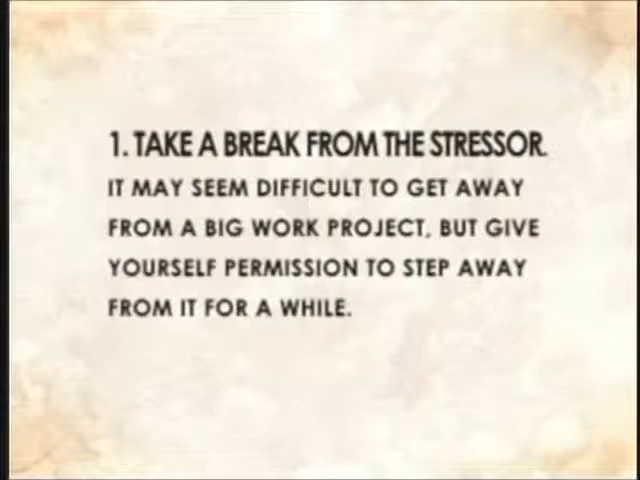 1. TAKE A BREAK FROM THE STRESSOR.
IT MAY SEEM DIFFICULT TO GET AWAY
FROM A BIG WORK PROJECT, BUT GIVE
YOURSELF PERMISSION TO STEP AWAY
FROM IT FOR A WHILE.